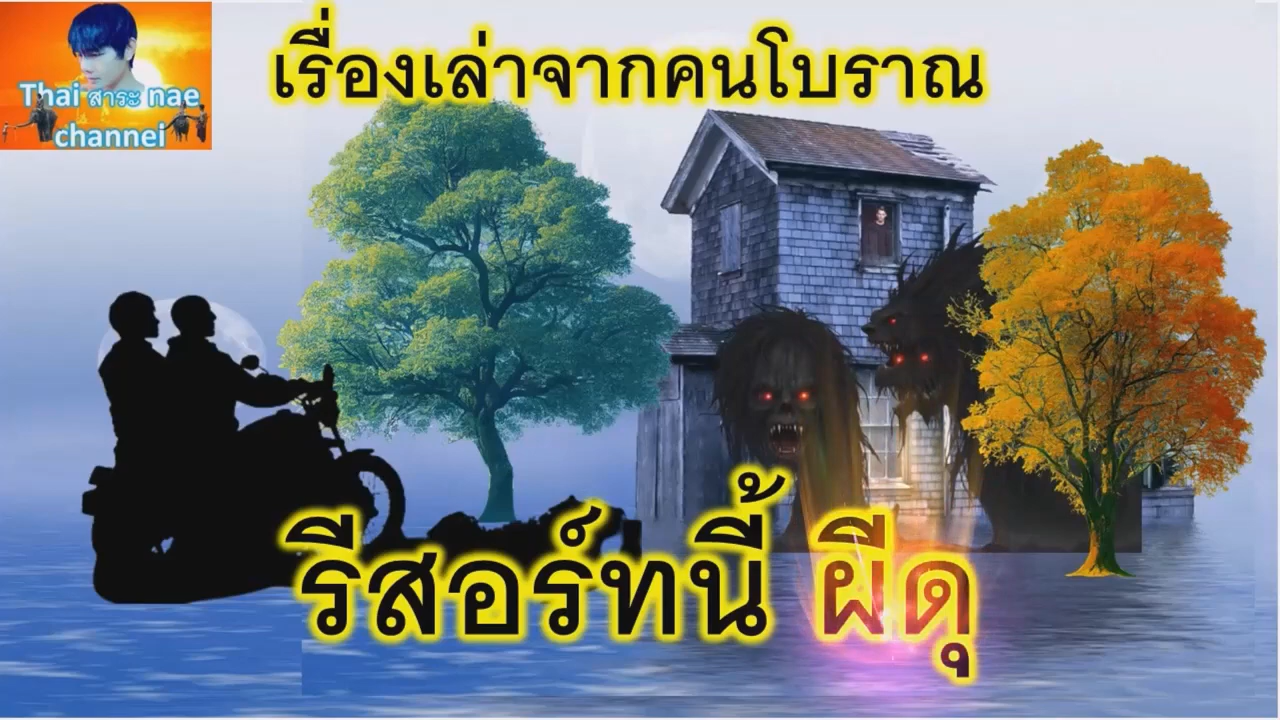 เรื่องเล่าจากคนโบราณ
Thai สาระ nae
channei
รีสอร์ทนี้ ผีดุ